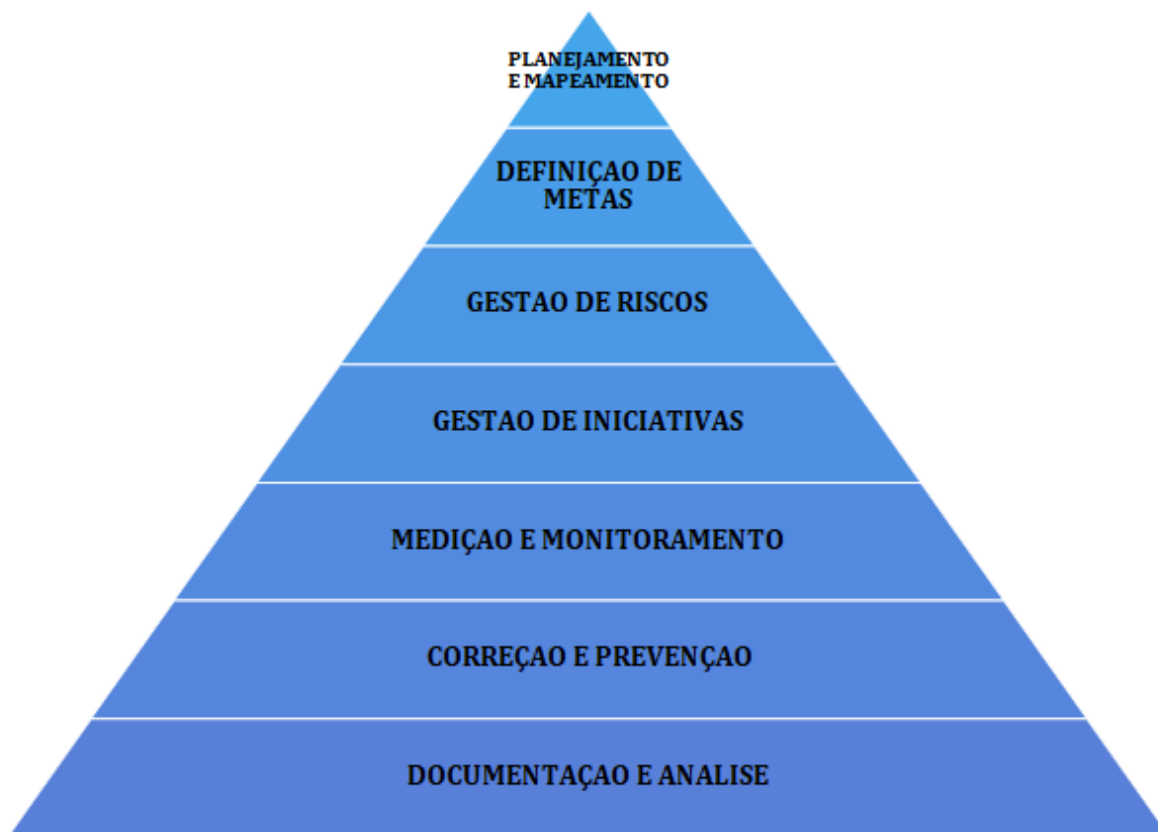 PLANEJAMENTO
E MAPEAMENTO
DEFINIÇAO DE
METAS
GESTAO DE RISCOS
GESTAO DE INICIATIVAS
MEDIÇAO E MONITORAMENTO
CORREÇAO E PREVENÇAO
DOCUMENTAÇAO E ANALISE